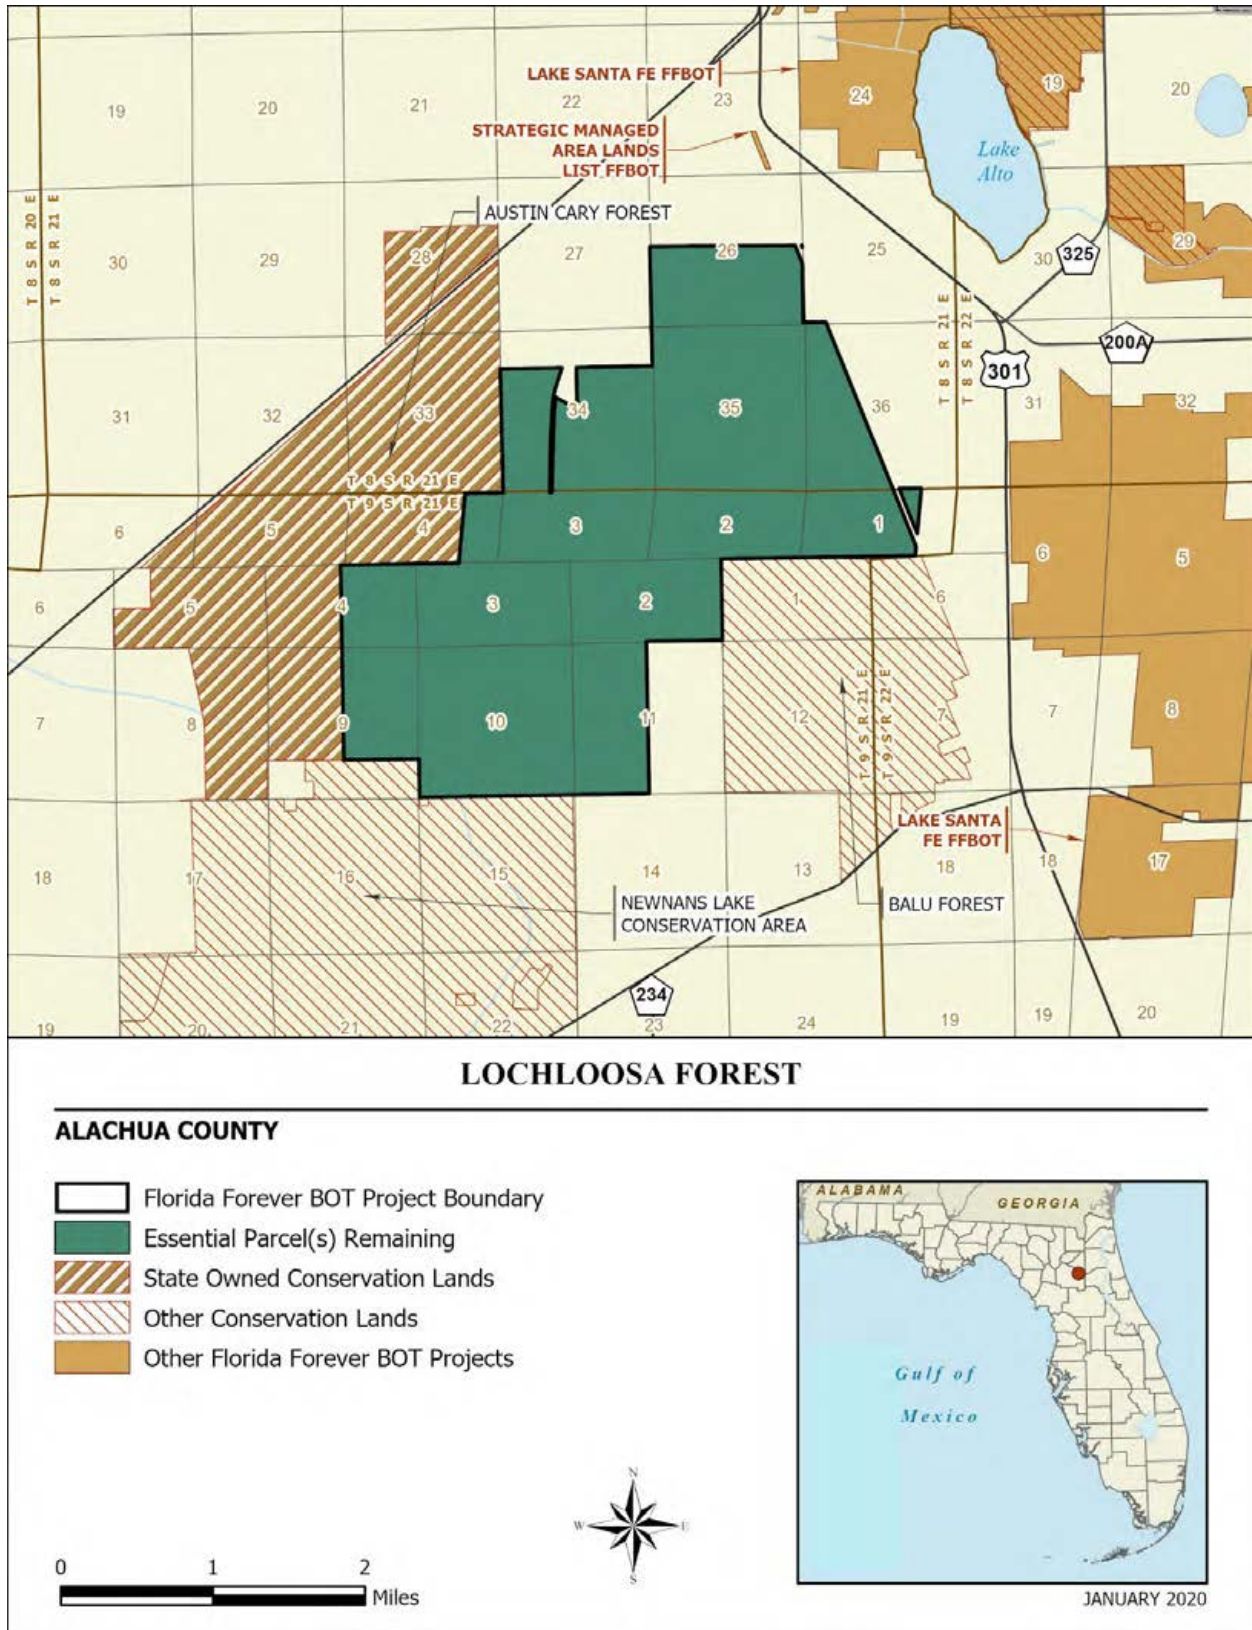 LAKE SANTA FE FFBOT
STRATEGIC MANAGED
AREA LANDS
LIST FFBOT
AUSTIN CARY FOREST
Lake
Alto
19
20
21
22
23
24
19
20
30
29
28
27
26
25
30
29
325
T 8 S R 20 E
T 8 S R 21 E
T 8 S R 21 E
T 8 S R 22 E
200A
301
31
32
33
34
35
36
31
32
T 8 S R 21 E
T 9 S R 21 E
6
5
4
3
2
1
6
5
6
5
4
3
2
1
6
T 9 S R 21 E
T 9 S R 22 E
7
8
9
10
11
12
7
7
8
LAKE SANTA
FE FFBOT
18
17
16
15
14
13
18
18
17
NEWNANS LAKE
CONSERVATION AREA
BALU FOREST
234
19
20
21
22
23
24
19
19
20
LOCHLOOSA FOREST
ALACHUA COUNTY
Florida Forever BOT Project Boundary
Essential Parcel(s) Remaining
State Owned Conservation Lands
Other Conservation Lands
Other Florida Forever BOT Projects
ALABAMA
GEORGIA
Gulf of
Mexico
N
W E
S
0 1 2
Miles
JANUARY 2020